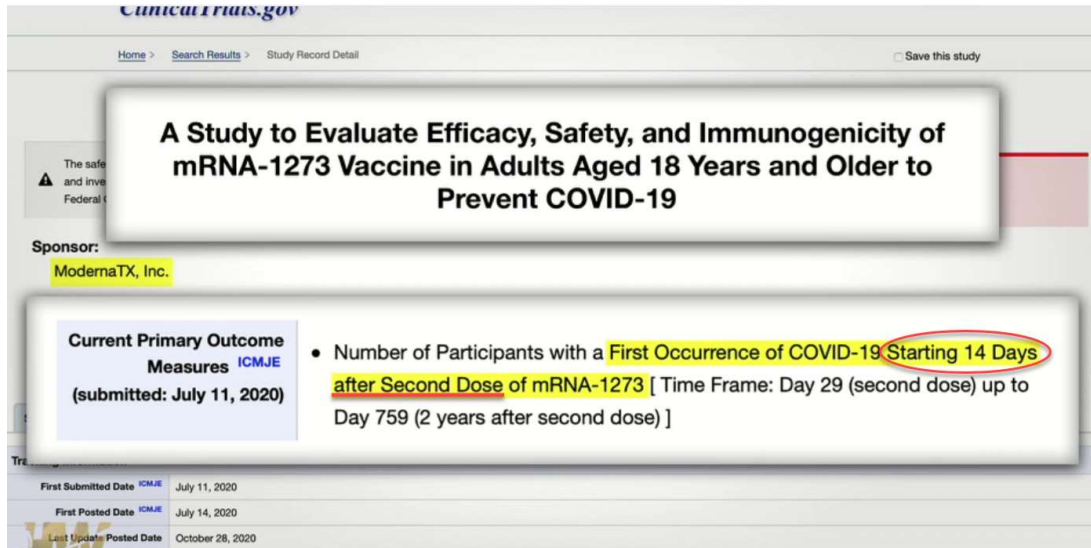 ClinicalTrials.gov
Home > Search Results > Study Record Detail
Save this study
A Study to Evaluate Efficacy, Safety, and Immunogenicity of
mRNA-1273 Vaccine in Adults Aged 18 Years and Older to
Prevent COVID-19
The safe
and inve
Federal
Sponsor:
ModernaTX, Inc.
Current Primary Outcome
Measures ICMJE
(submitted: July 11, 2020)
• Number of Participants with a First Occurrence of COVID-19 Starting 14 Days
after Second Dose of mRNA-1273 [ Time Frame: Day 29 (second dose) up to
Day 759 (2 years after second dose) ]
First Submitted Date ICMJE July 11, 2020
First Posted Date ICMJE July 14, 2020
Last Update Posted Date October 28, 2020